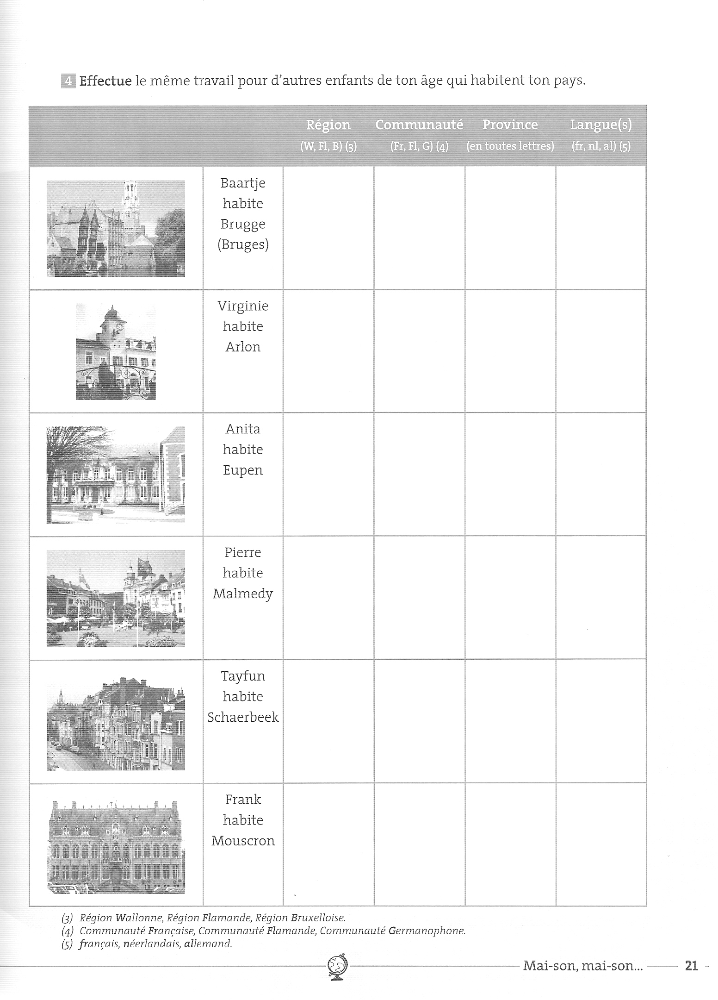 4 Effectue le même travail pour d'autres enfants de ton âge qui habitent ton pays.
Région Communauté Province Langue(s)
(W, Fl, B) (3) (Fr, Fl, G) (4) (en toutes lettres) (fr, nl, al) (5)
Baartje
habite
Brugge
(Bruges)
Virginie
habite
Arlon
Anita
habite
Eupen
Pierre
habite
Malmedy
Tayfun
habite
Schaerbeek
Frank
habite
Mouscron
(3) Région Wallonne, Région Flamande, Région Bruxelloise.
(4) Communauté Française, Communauté Flamande, Communauté Germanophone.
(5) français, néerlandais, allemand.
Mai-son, mai-son... 21